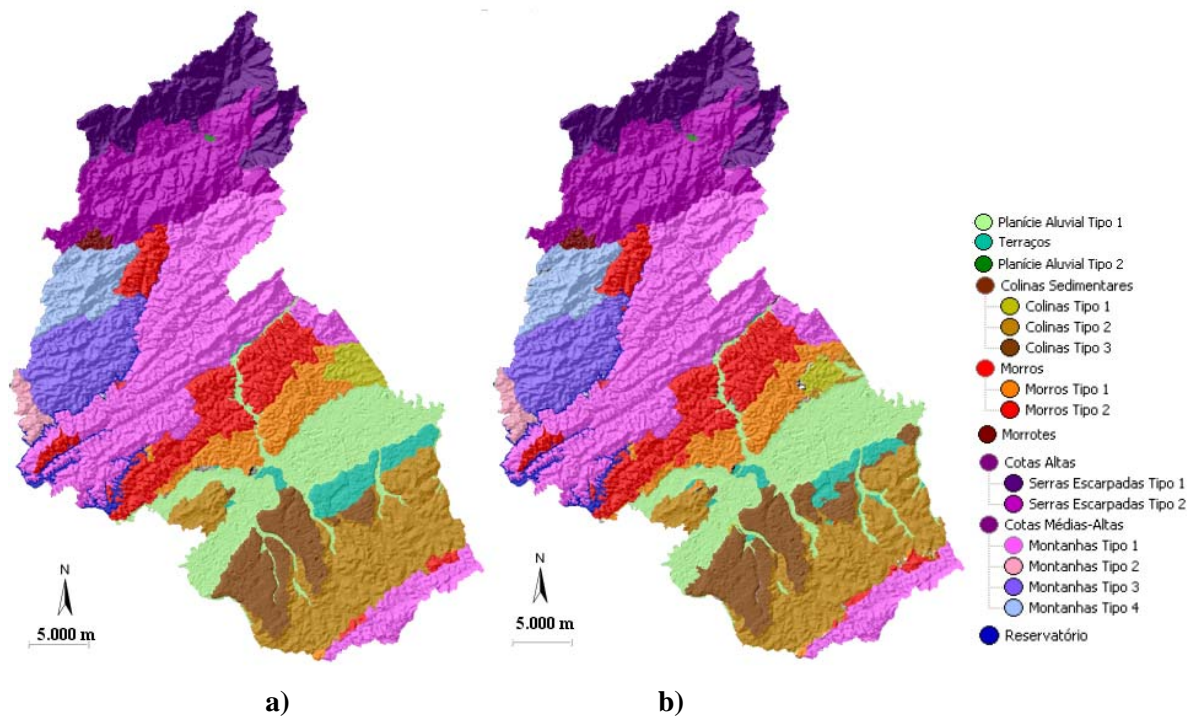 Planície Aluvial Tipo 1
Terraços
Planície Aluvial Tipo 2
Colinas Sedimentares
Colinas Tipo 1
Colinas Tipo 2
Colinas Tipo 3
Morros
Morros Tipo 1
Morros Tipo 2
Morrotes
Cotas Altas
Serras Escarpadas Tipo 1
Serras Escarpadas Tipo 2
Cotas Médias-Altas
Montanhas Tipo 1
Montanhas Tipo 2
Montanhas Tipo 3
Montanhas Tipo 4
Reservatório
N
5.000 m
N
5.000 m
a)
b)